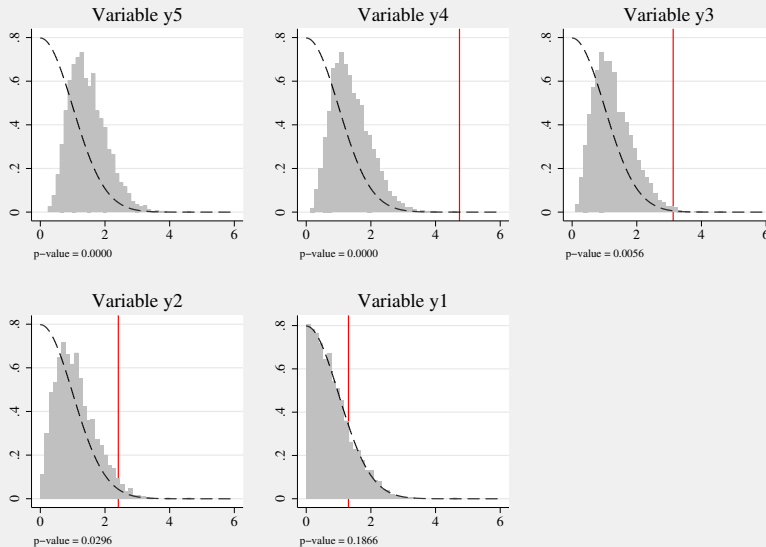 Variable y5
.8
.6
.4
.2
0
0 2 4 6
p-value = 0.0000
Variable y4
.8
.6
.4
.2
0
0 2 4 6
p-value = 0.0000
Variable y3
.8
.6
.4
.2
0
0 2 4 6
p-value = 0.0056
Variable y2
.8
.6
.4
.2
0
0 2 4 6
p-value = 0.0296
Variable y1
.8
.6
.4
.2
0
0 2 4 6
p-value = 0.1866